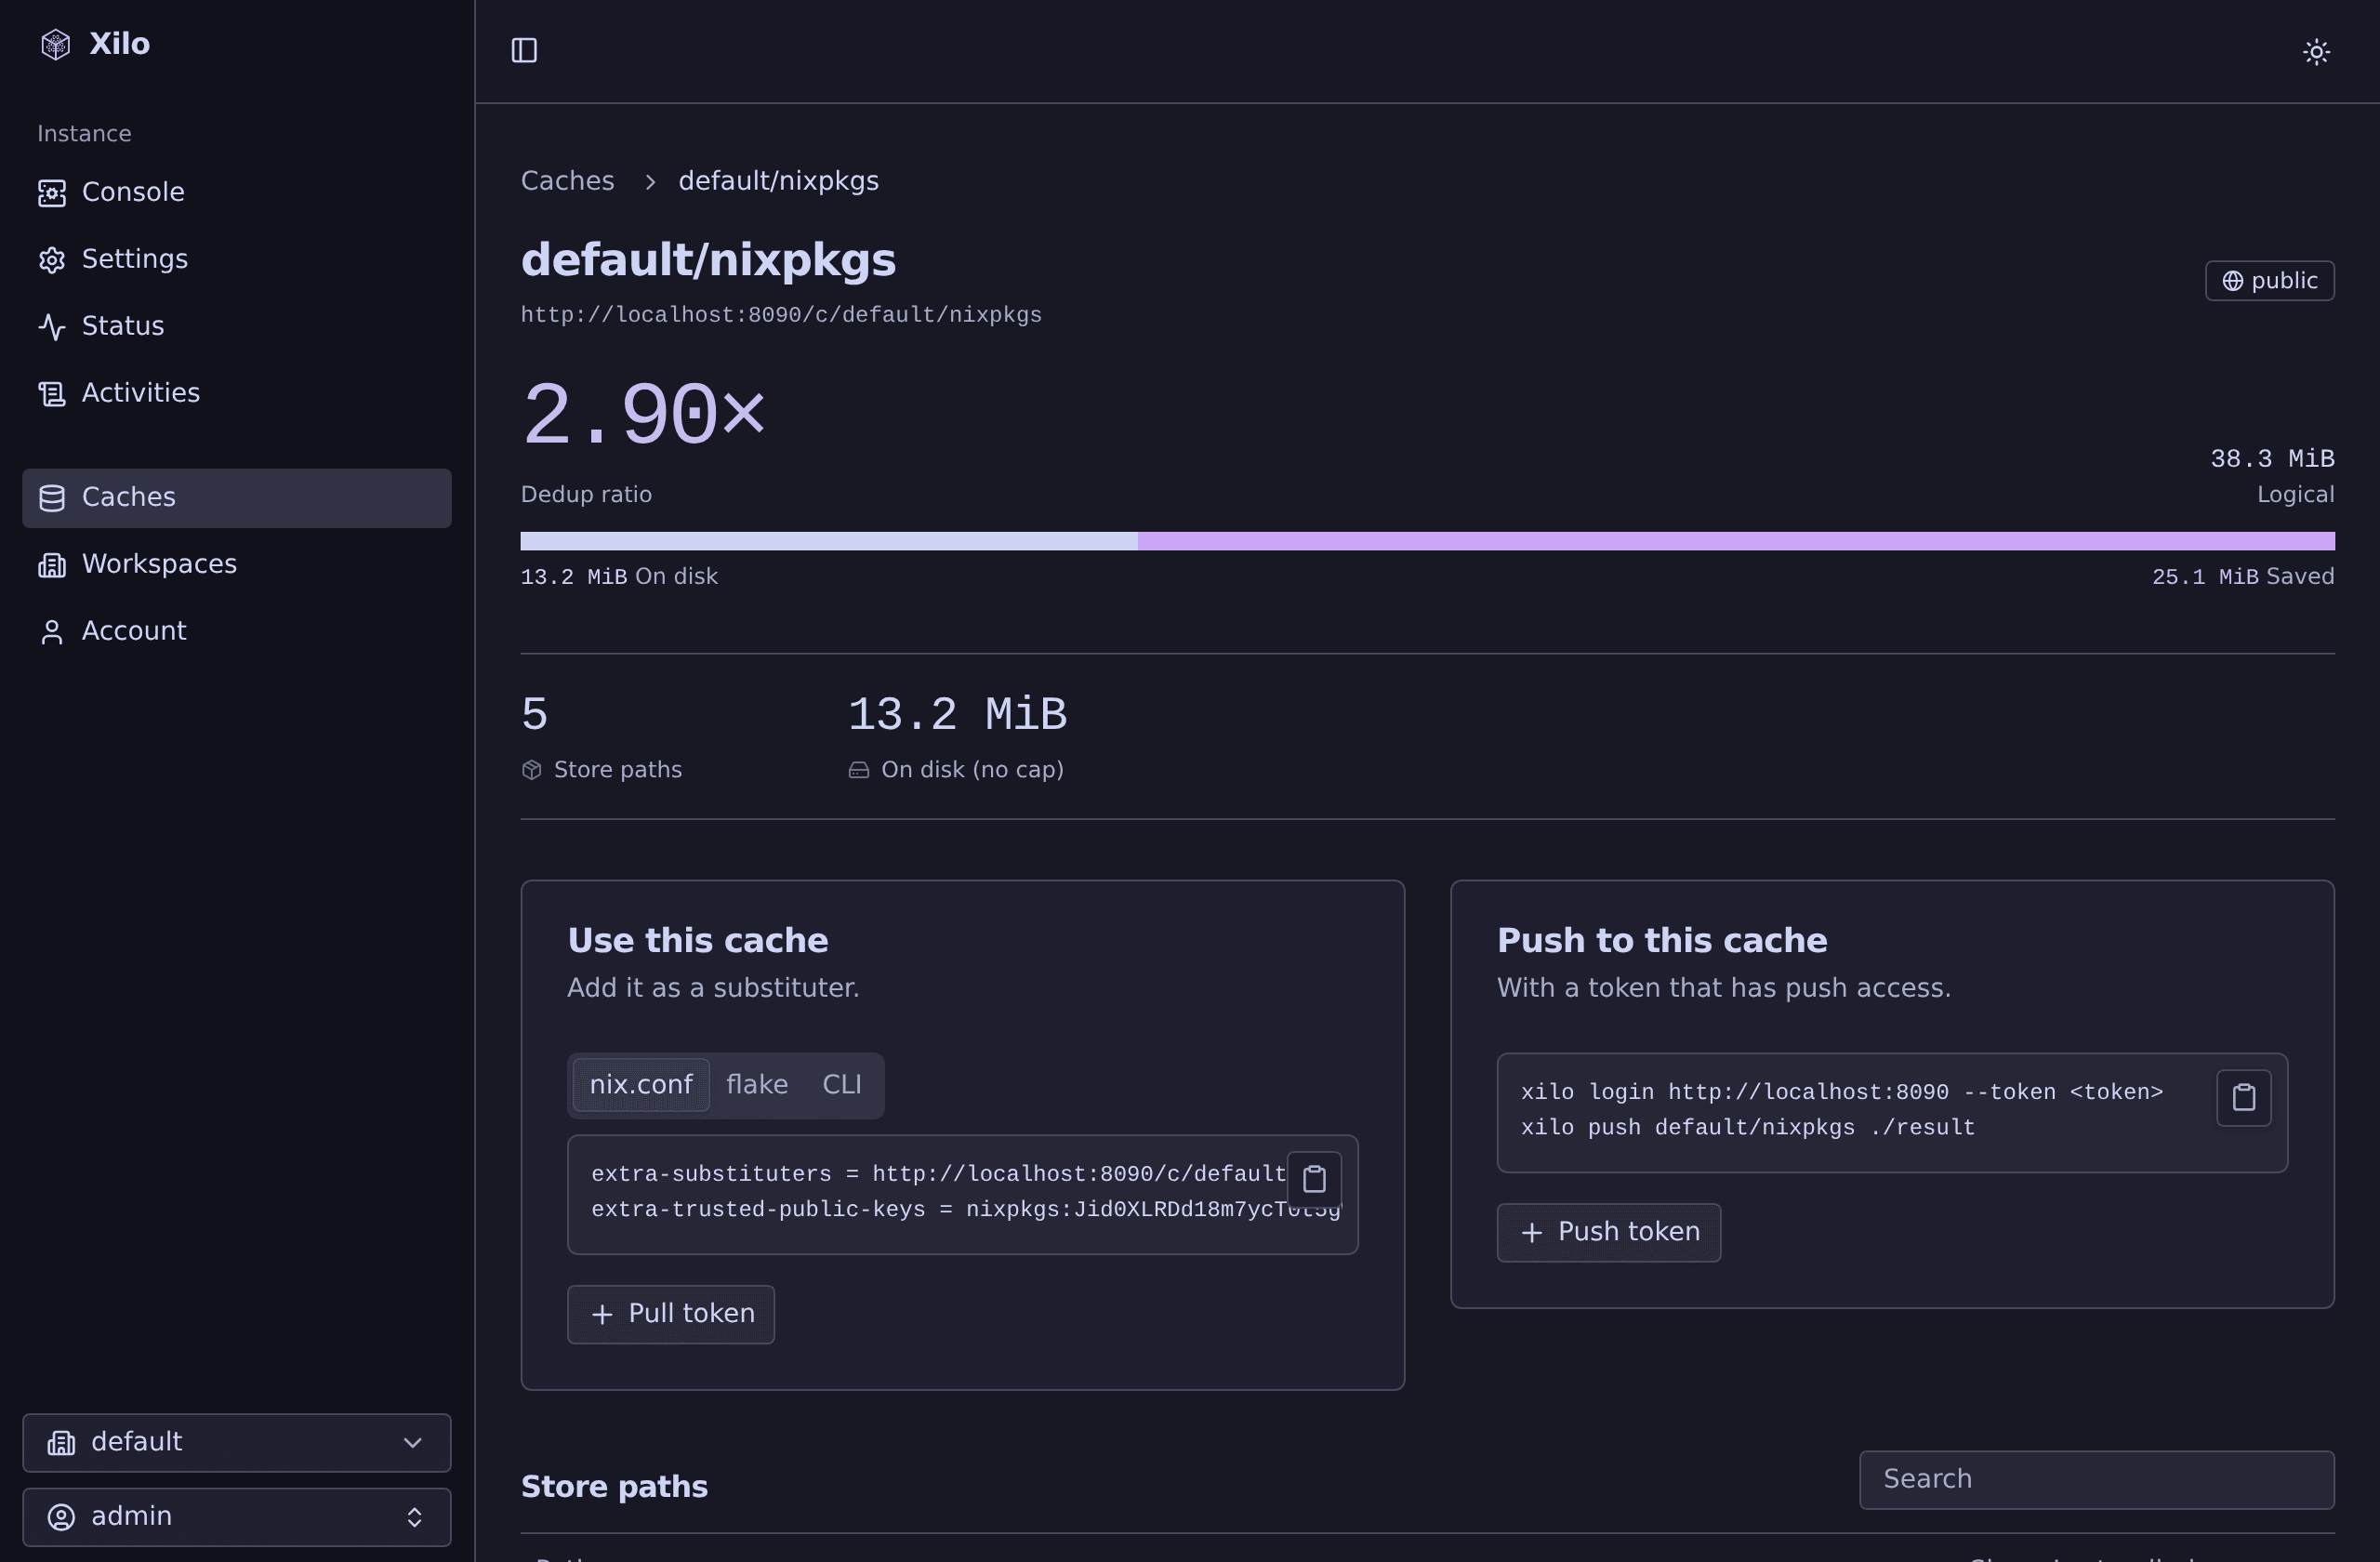 Xilo
Instance
Console
Settings
Status
Activities
Caches
Workspaces
Account
default
admin
Caches > default/nixpkgs
default/nixpkgs
public
http://localhost:8090/c/default/nixpkgs
2.90×
Dedup ratio
38.3 MiB
Logical
13.2 MiB On disk
25.1 MiB Saved
5
Store paths
13.2 MiB
On disk (no cap)
Use this cache
Add it as a substituter.
nix.conf flake CLI
extra-substituters = http://localhost:8090/c/default
extra-trusted-public-keys = nixpkgs:Jid0XLRDd18m7ycT0t5g
Pull token
Push to this cache
With a token that has push access.
xilo login http://localhost:8090 --token <token>
xilo push default/nixpkgs ./result
Push token
Store paths
Search